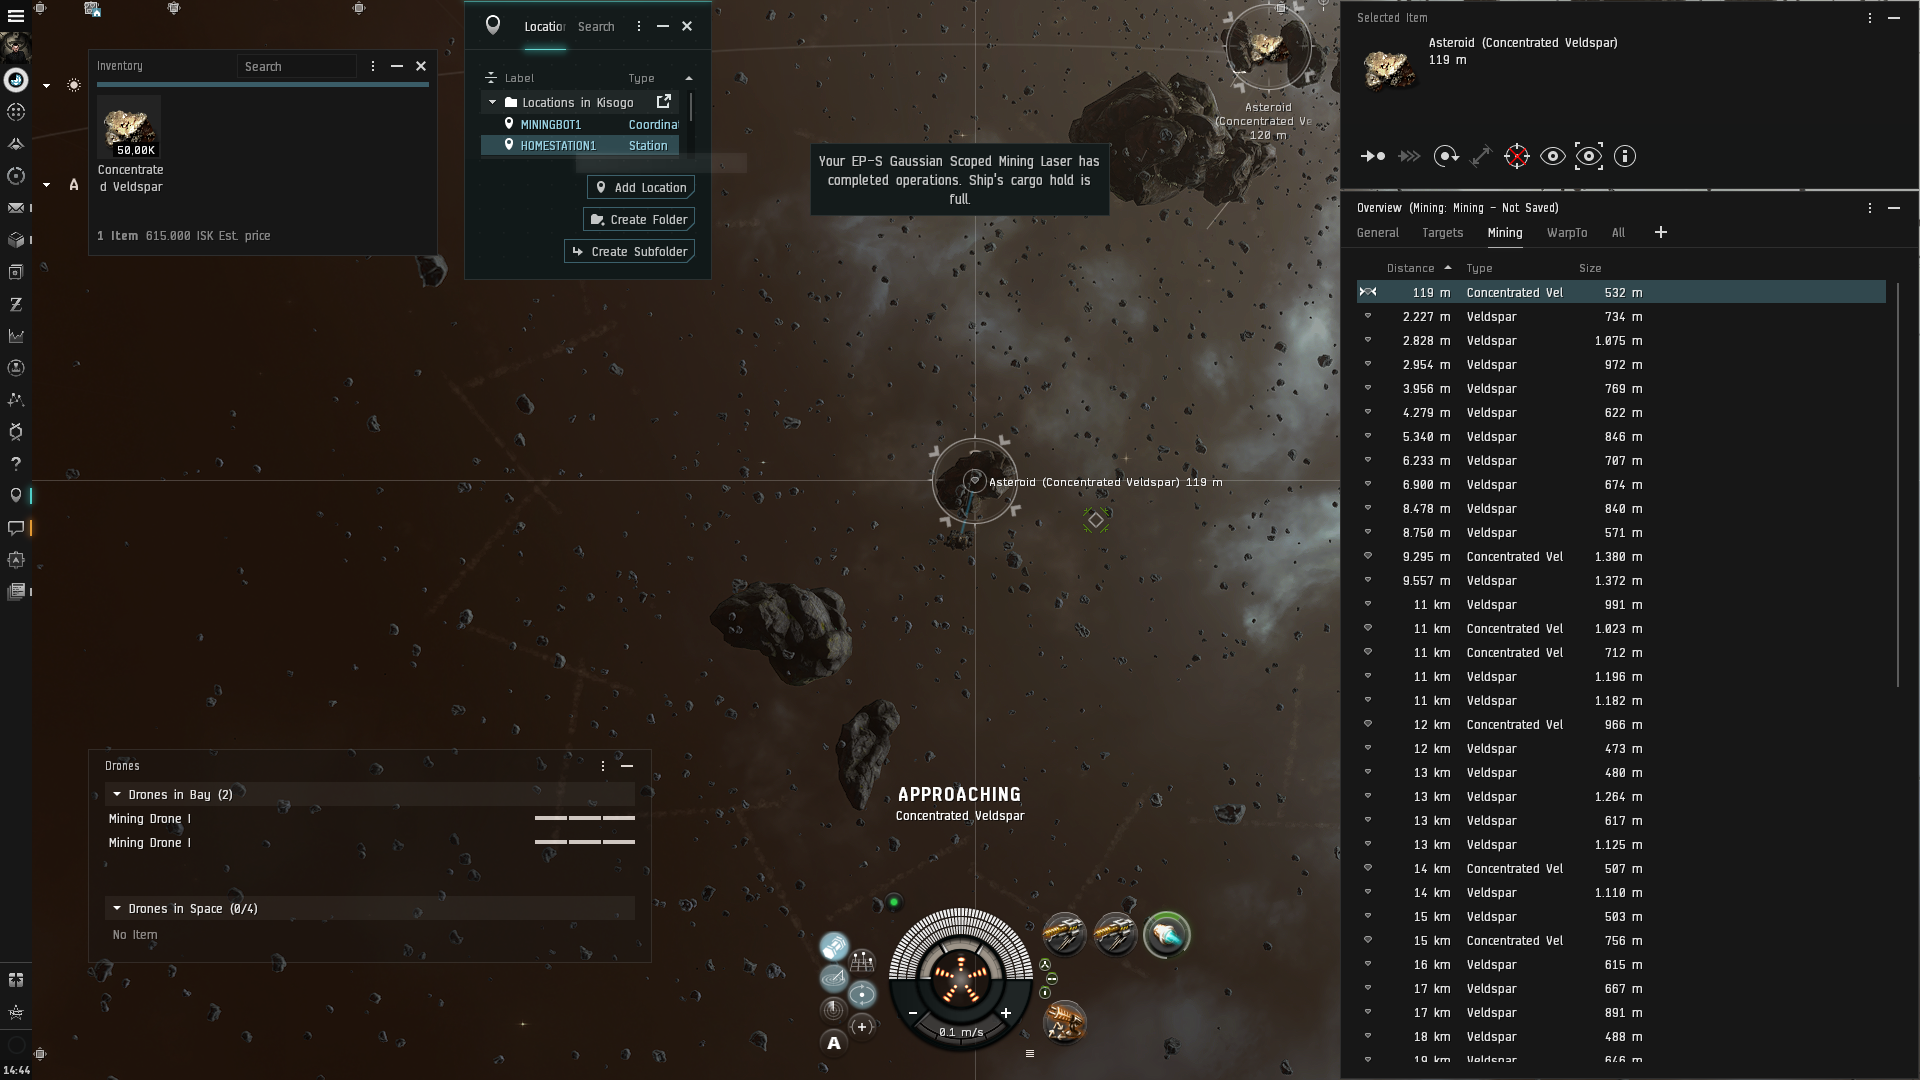 Inventory
Search
50,00K
Concentrate
d Veldspar
1 Item 615.000 ISK Est. price
A
Locatio
Search
Label
Type
Locations in Kisogo
MININGBOT1 Coordina
HOMESTATION1 Station
Add Location
Create Folder
Create Subfolder
Your EP-S Gaussian Scoped Mining Laser has
completed operations. Ship's cargo hold is
full.
Asteroid
(Concentrated Ve
120 m
Asteroid (Concentrated Veldspar) 119 m
Drones
Drones in Bay (2)
Mining Drone I
Mining Drone I
Drones in Space (0/4)
No Item
APPROACHING
Concentrated Veldspar
0.1 m/s
A
14:44
Selected Item
Asteroid (Concentrated Veldspar)
119 m
Overview (Mining: Mining - Not Saved)
General Targets Mining WarpTo All +
Distance Type Size
119 m Concentrated Vel 532 m
2.227 m Veldspar 734 m
2.828 m Veldspar 1.075 m
2.954 m Veldspar 972 m
3.956 m Veldspar 769 m
4.279 m Veldspar 622 m
5.340 m Veldspar 846 m
6.233 m Veldspar 707 m
6.900 m Veldspar 674 m
8.478 m Veldspar 840 m
8.750 m Veldspar 571 m
9.295 m Concentrated Vel 1.380 m
9.557 m Veldspar 1.372 m
11 km Veldspar 991 m
11 km Concentrated Vel 1.023 m
11 km Concentrated Vel 712 m
11 km Veldspar 1.196 m
11 km Veldspar 1.182 m
12 km Concentrated Vel 966 m
12 km Veldspar 473 m
13 km Veldspar 480 m
13 km Veldspar 1.264 m
13 km Veldspar 617 m
13 km Veldspar 1.125 m
14 km Concentrated Vel 507 m
14 km Veldspar 1.110 m
15 km Veldspar 503 m
15 km Concentrated Vel 756 m
16 km Veldspar 615 m
17 km Veldspar 667 m
17 km Veldspar 891 m
18 km Veldspar 488 m
19 km Veldspar 646 m